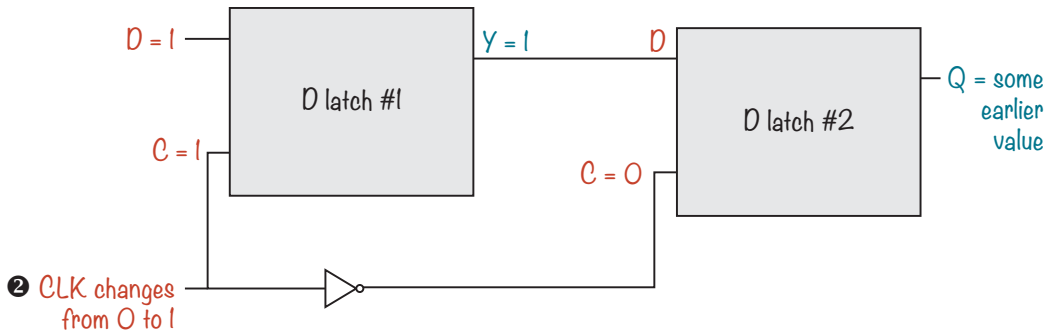 D = 1
Y = 1
D
D latch #1
D latch #2
Q = some
earlier
value
C = 1
C = 0
❷ CLK changes
from 0 to 1